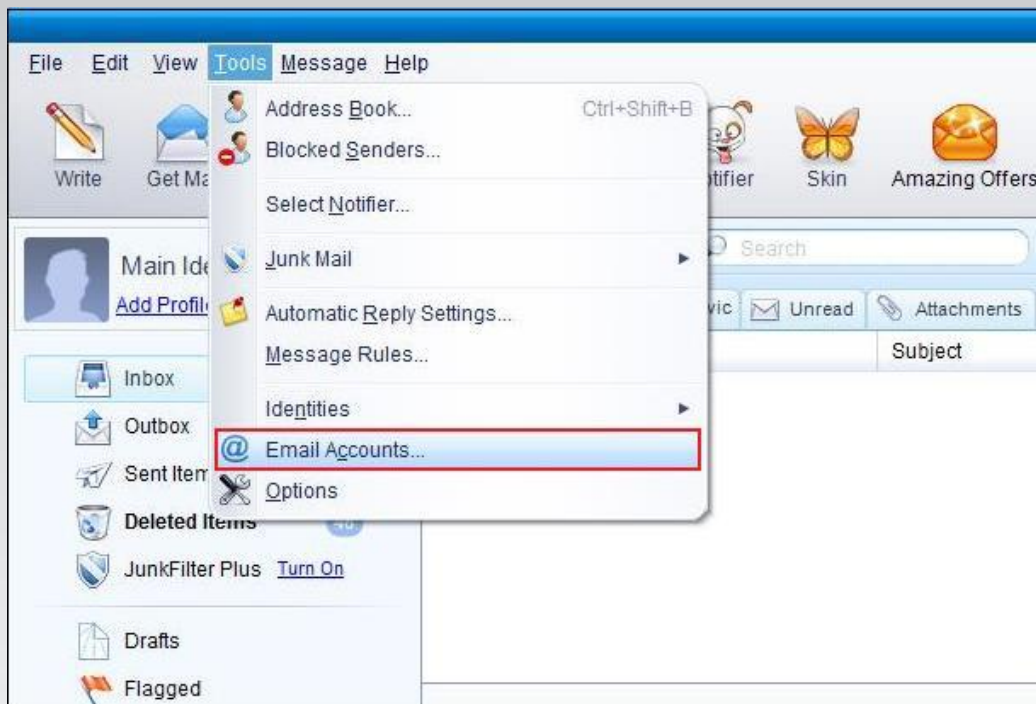 File Edit View Tools Message Help
Address Book... Ctrl+Shift+B
Blocked Senders...
Select Notifier...
Junk Mail
Automatic Reply Settings...
Message Rules...
Identities
Email Accounts...
Options
Write Get Skin Amazing Offers
Main
Add
Search
Unread Attachments
Subject
Inbox
Outbox
Sent
Deleted Items
JunkFilter Plus Turn On
Drafts
Flagged